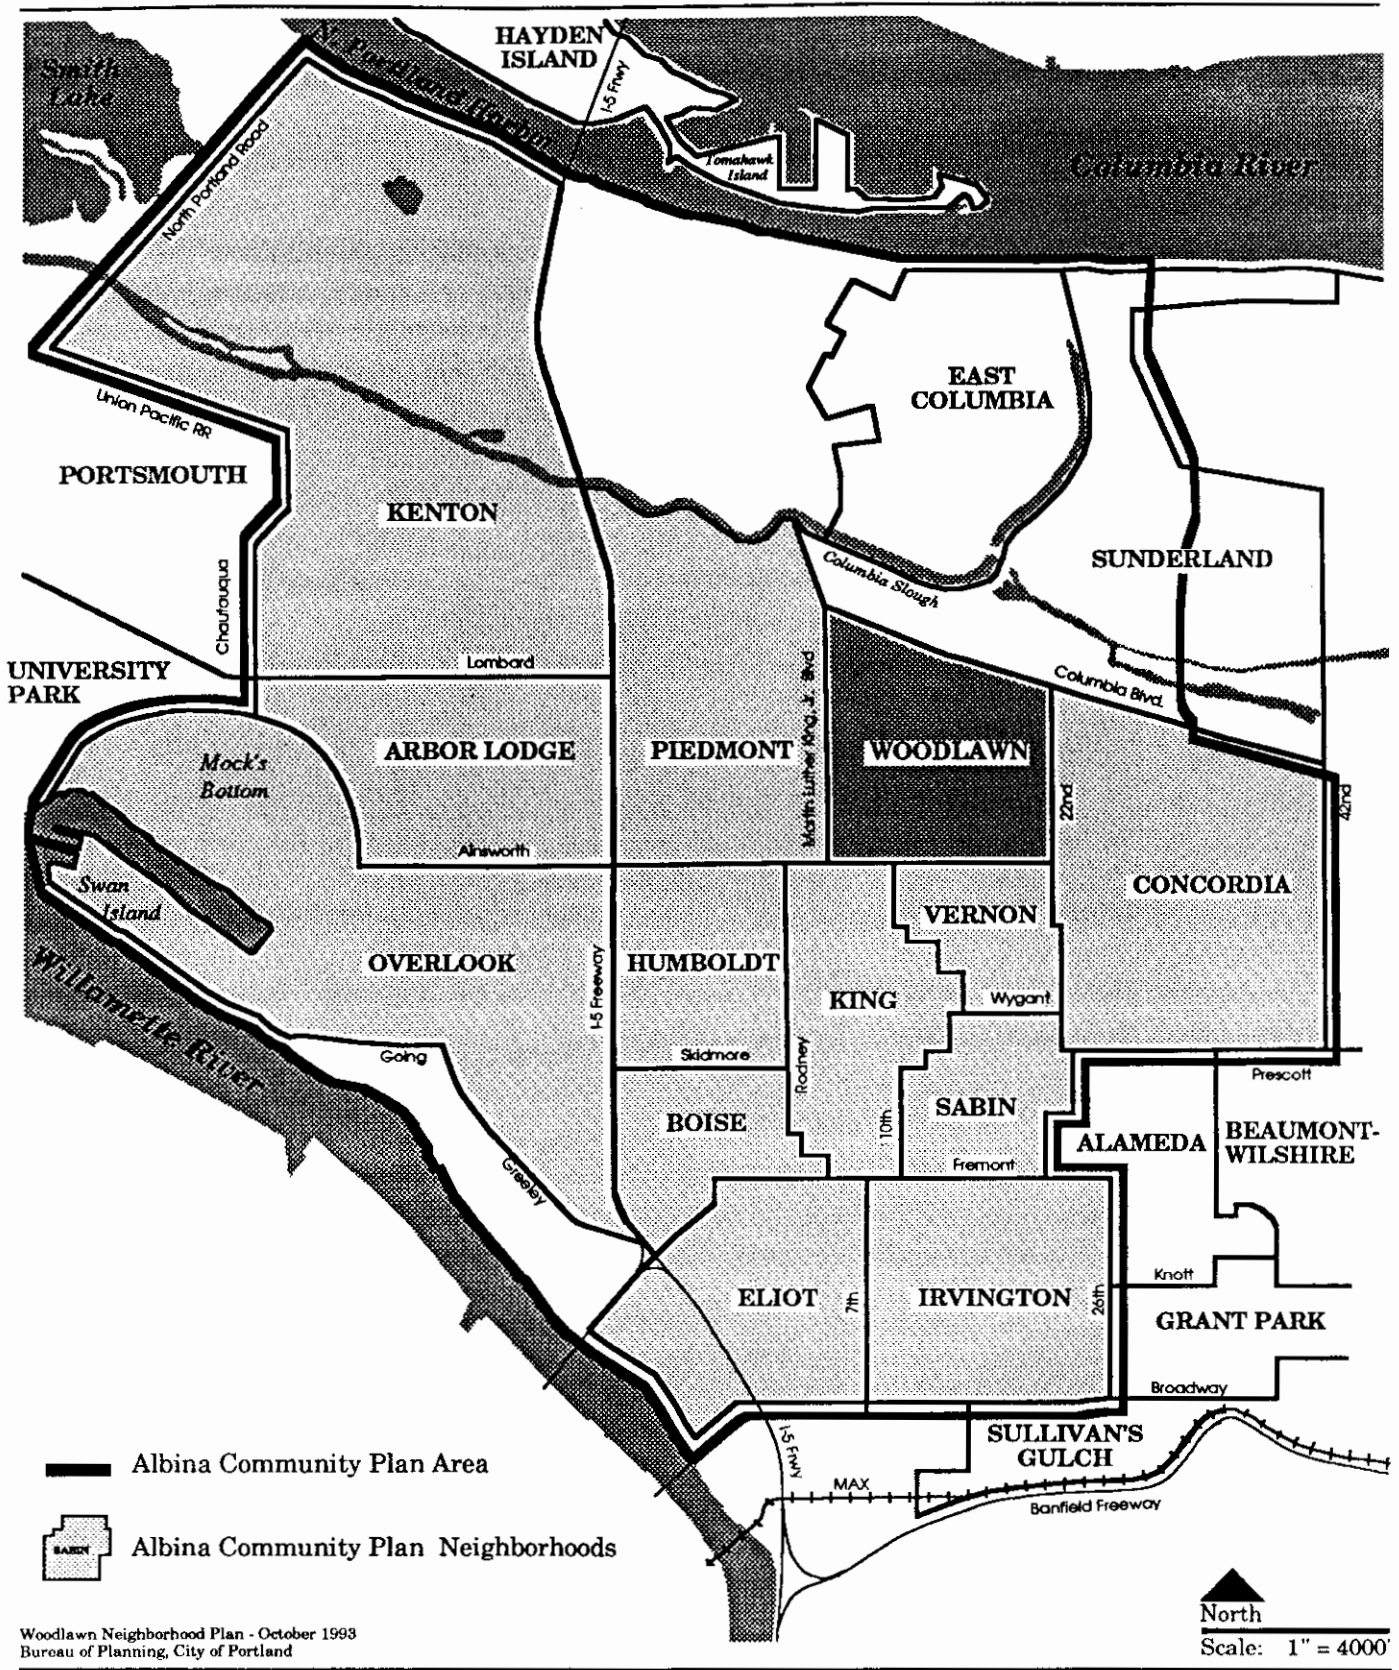 HAYDEN
ISLAND
N. Portland Harbor
Smith
Lake
I-5 Frwy
North Portland Road
Tomahawk
Island
Columbia River
EAST
COLUMBIA
Union Pacific RR
PORTSMOUTH
KENTON
Columbia Slough
SUNDERLAND
Chautauqua
UNIVERSITY
PARK
Lombard
Martin Luther King, Jr. Blvd
Columbia Blvd.
Mock's
Bottom
ARBOR LODGE
PIEDMONT
WOODLAWN
22nd
42nd
Ainsworth
Swan
Island
CONCORDIA
VERNON
Willamette River
OVERLOOK
I-5 Freeway
HUMBOLDT
KING
Wygant
Going
Skidmore
Rodney
Prescott
BOISE
10th
SABIN
ALAMEDA
BEAUMONT-
WILSHIRE
Greeley
Fremont
Knott
ELIOT
7th
IRVINGTON
26th
GRANT PARK
Broadway
I-5 Frwy
SULLIVAN'S
GULCH
MAX
Banfield Freeway
Albina Community Plan Area
SABIN
Albina Community Plan Neighborhoods
North
Scale: 1" = 4000'
Woodlawn Neighborhood Plan - October 1993
Bureau of Planning, City of Portland